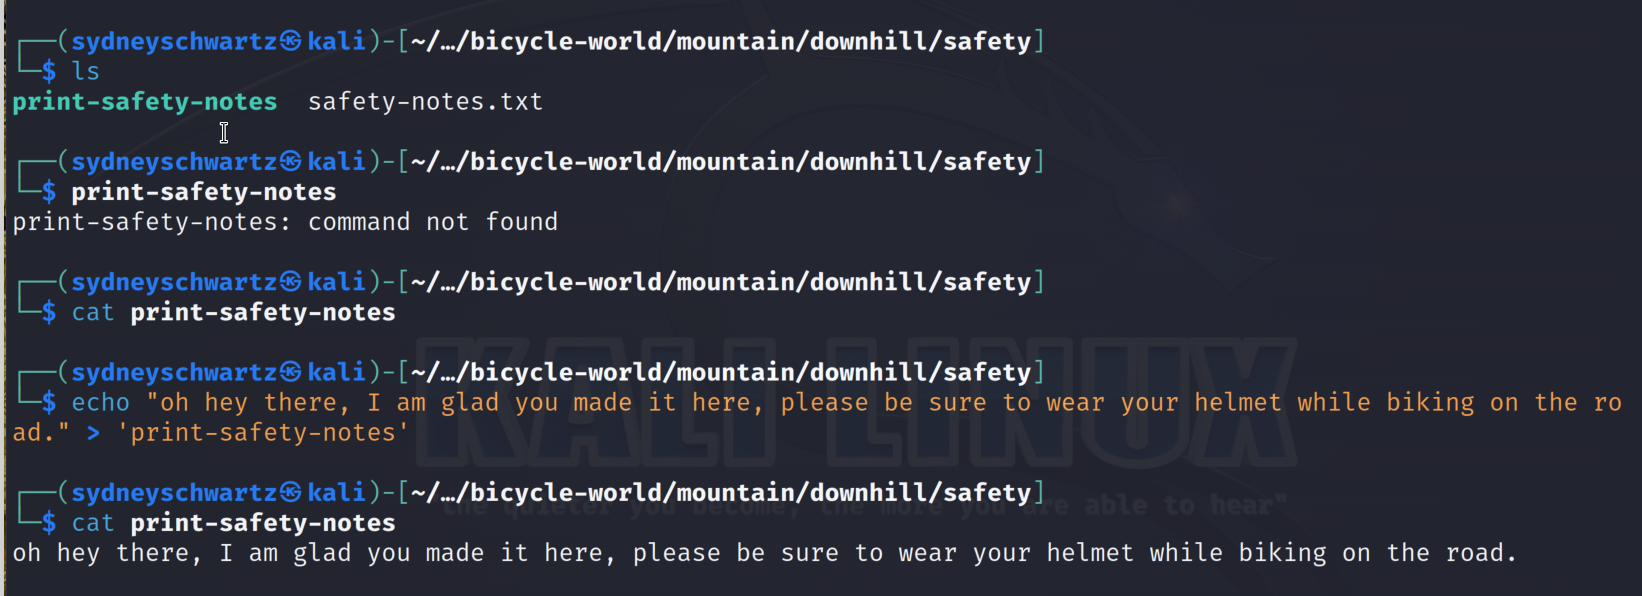 ┌──(sydneyschwartz㉿kali)-[~/…/bicycle-world/mountain/downhill/safety]
└─$ ls
print-safety-notes  safety-notes.txt
┌──(sydneyschwartz㉿kali)-[~/…/bicycle-world/mountain/downhill/safety]
└─$ print-safety-notes
print-safety-notes: command not found
┌──(sydneyschwartz㉿kali)-[~/…/bicycle-world/mountain/downhill/safety]
└─$ cat print-safety-notes
┌──(sydneyschwartz㉿kali)-[~/…/bicycle-world/mountain/downhill/safety]
└─$ echo "oh hey there, I am glad you made it here, please be sure to wear your helmet while biking on the ro
ad." > 'print-safety-notes'
KALI LINUX
┌──(sydneyschwartz㉿kali)-[~/…/bicycle-world/mountain/downhill/safety]
"the quieter you become, the more you are able to hear"
└─$ cat print-safety-notes
oh hey there, I am glad you made it here, please be sure to wear your helmet while biking on the road.